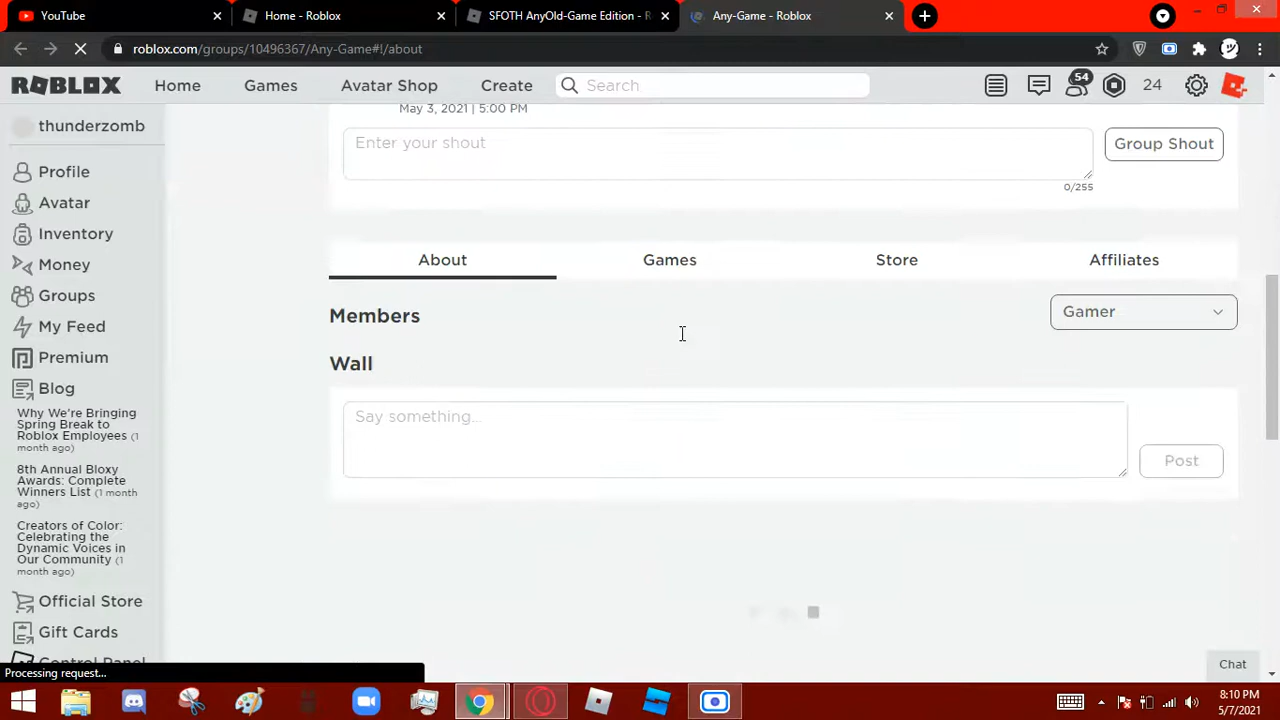 YouTube
Home - Roblox
SFOTH AnyOld-Game Edition - R
Any-Game - Roblox
roblox.com/groups/10496367/Any-Game#!/about
ROBLOX
Home
Games
Avatar Shop
Create
Search
54
24
May 3, 2021 | 5:00 PM
thunderzomb
Enter your shout
Group Shout
0/255
Profile
Avatar
Inventory
Money
Groups
My Feed
Premium
Blog
Why We're Bringing
Spring Break to
Roblox Employees (1
month ago)
8th Annual Bloxy
Awards: Complete
Winners List (1 month
ago)
Creators of Color:
Celebrating the
Dynamic Voices in
Our Community (1
month ago)
Official Store
Gift Cards
Control Panel
About
Games
Store
Affiliates
Members
Gamer
Wall
Say something...
Post
Chat
Processing request...
8:10 PM
5/7/2021